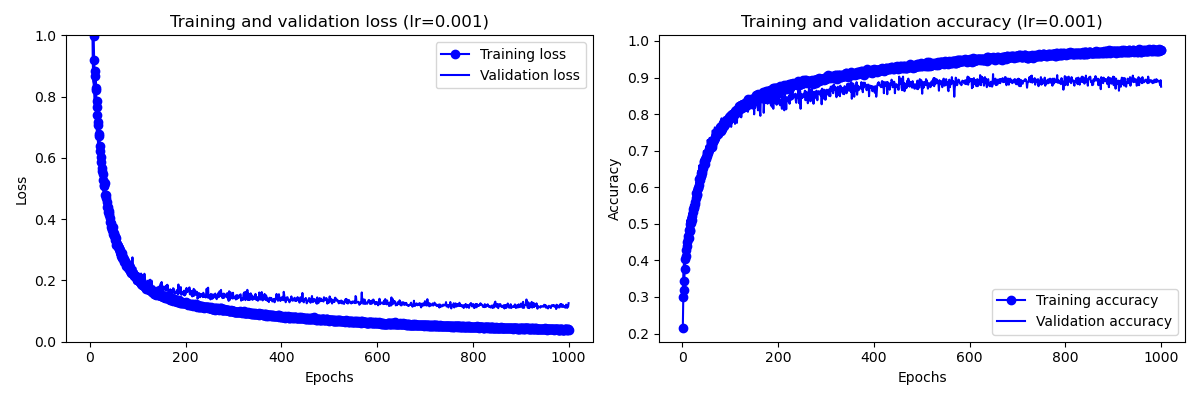 Training and validation loss (lr=0.001)
1.0
0.8
0.6
0.4
0.2
0.0
Loss
Training loss
Validation loss
0
200
400
600
800
1000
Epochs
Training and validation accuracy (lr=0.001)
1.0
0.9
0.8
0.7
0.6
0.5
0.4
0.3
0.2
Accuracy
Training accuracy
Validation accuracy
0
200
400
600
800
1000
Epochs